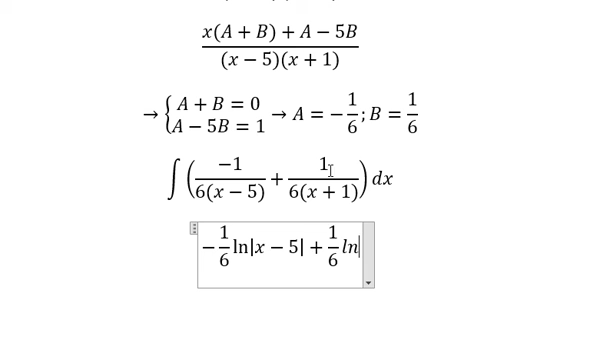 x(A + B) + A − 5B
(x − 5)(x + 1)
→ { A + B = 0
A − 5B = 1 → A = −1/6 ; B = 1/6
∫ ( −1/6(x − 5) + 1/6(x + 1) ) dx
−1/6 ln|x − 5| + 1/6 ln